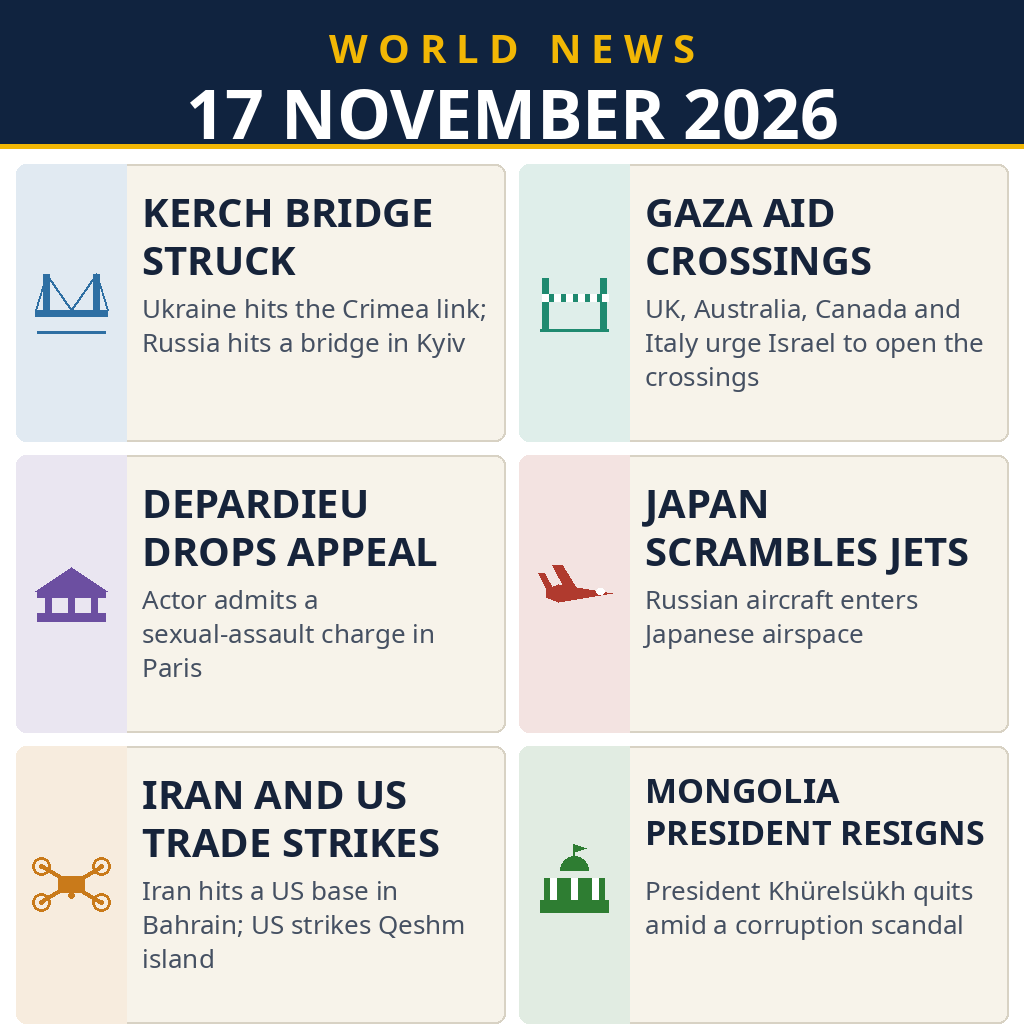 WORLD NEWS
17 NOVEMBER 2026
KERCH BRIDGE
STRUCK
Ukraine hits the Crimea link;
Russia hits a bridge in Kyiv
GAZA AID
CROSSINGS
UK, Australia, Canada and
Italy urge Israel to open the
crossings
DEPARDIEU
DROPS APPEAL
Actor admits a
sexual-assault charge in
Paris
JAPAN
SCRAMBLES JETS
Russian aircraft enters
Japanese airspace
IRAN AND US
TRADE STRIKES
Iran hits a US base in
Bahrain; US strikes Qeshm
island
MONGOLIA
PRESIDENT RESIGNS
President Khürelsükh quits
amid a corruption scandal